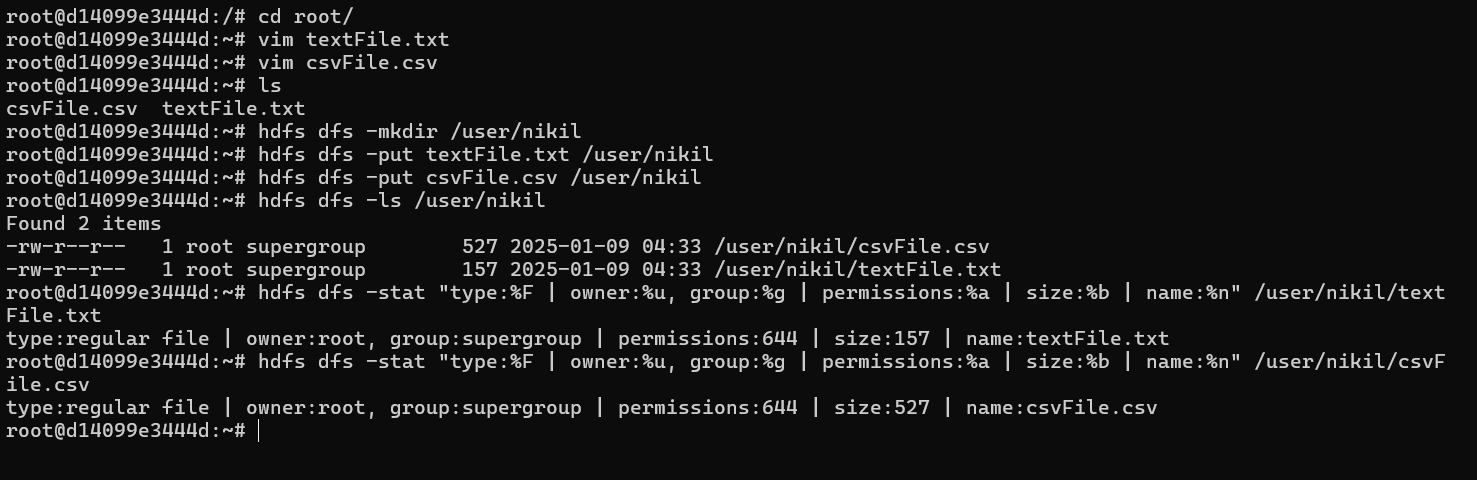 root@d14099e3444d:/# cd root/
root@d14099e3444d:~# vim textFile.txt
root@d14099e3444d:~# vim csvFile.csv
root@d14099e3444d:~# ls
csvFile.csv  textFile.txt
root@d14099e3444d:~# hdfs dfs -mkdir /user/nikil
root@d14099e3444d:~# hdfs dfs -put textFile.txt /user/nikil
root@d14099e3444d:~# hdfs dfs -put csvFile.csv /user/nikil
root@d14099e3444d:~# hdfs dfs -ls /user/nikil
Found 2 items
-rw-r--r--   1 root supergroup        527 2025-01-09 04:33 /user/nikil/csvFile.csv
-rw-r--r--   1 root supergroup        157 2025-01-09 04:33 /user/nikil/textFile.txt
root@d14099e3444d:~# hdfs dfs -stat "type:%F | owner:%u, group:%g | permissions:%a | size:%b | name:%n" /user/nikil/text
File.txt
type:regular file | owner:root, group:supergroup | permissions:644 | size:157 | name:textFile.txt
root@d14099e3444d:~# hdfs dfs -stat "type:%F | owner:%u, group:%g | permissions:%a | size:%b | name:%n" /user/nikil/csvF
ile.csv
type:regular file | owner:root, group:supergroup | permissions:644 | size:527 | name:csvFile.csv
root@d14099e3444d:~#